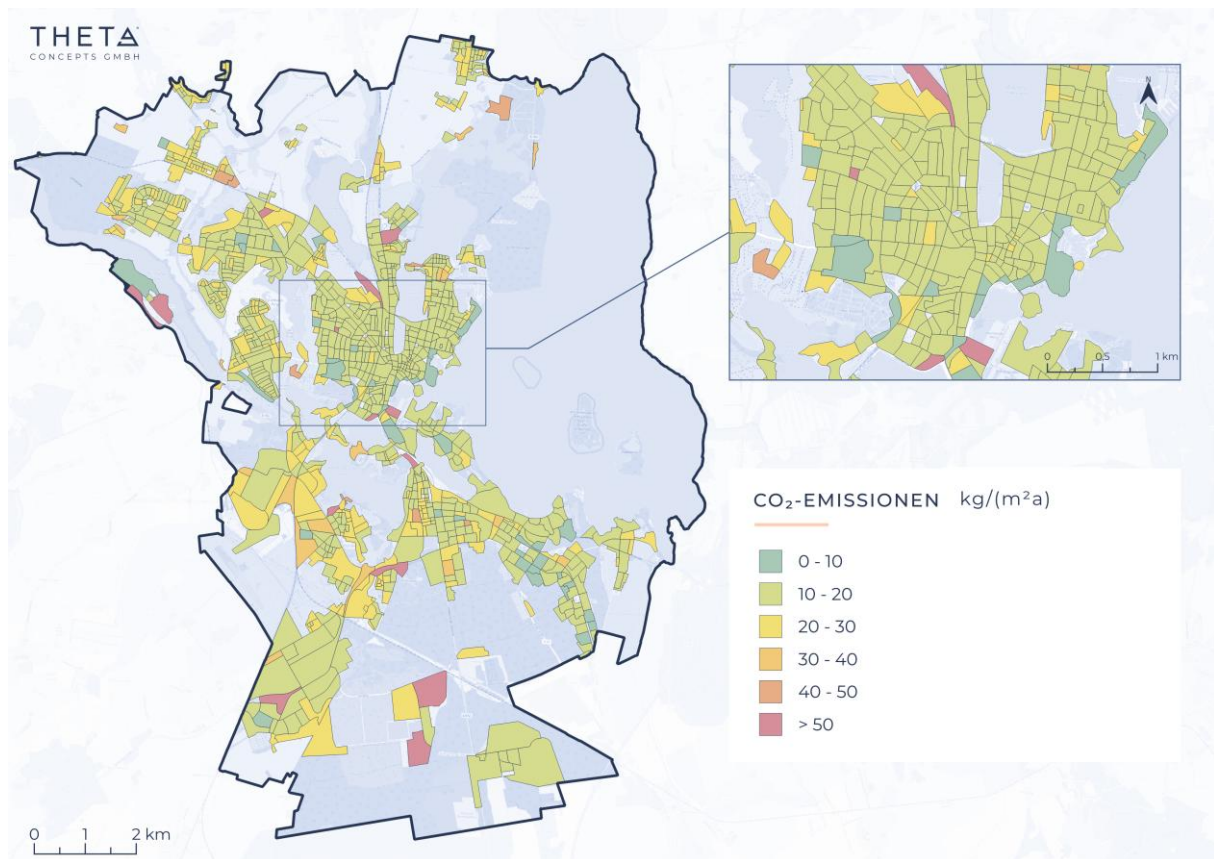 THETA
CONCEPTS GMBH
N
0 0,5 1 km
CO₂-EMISSIONEN kg/(m²a)
0 - 10
10 - 20
20 - 30
30 - 40
40 - 50
> 50
0 1 2 km